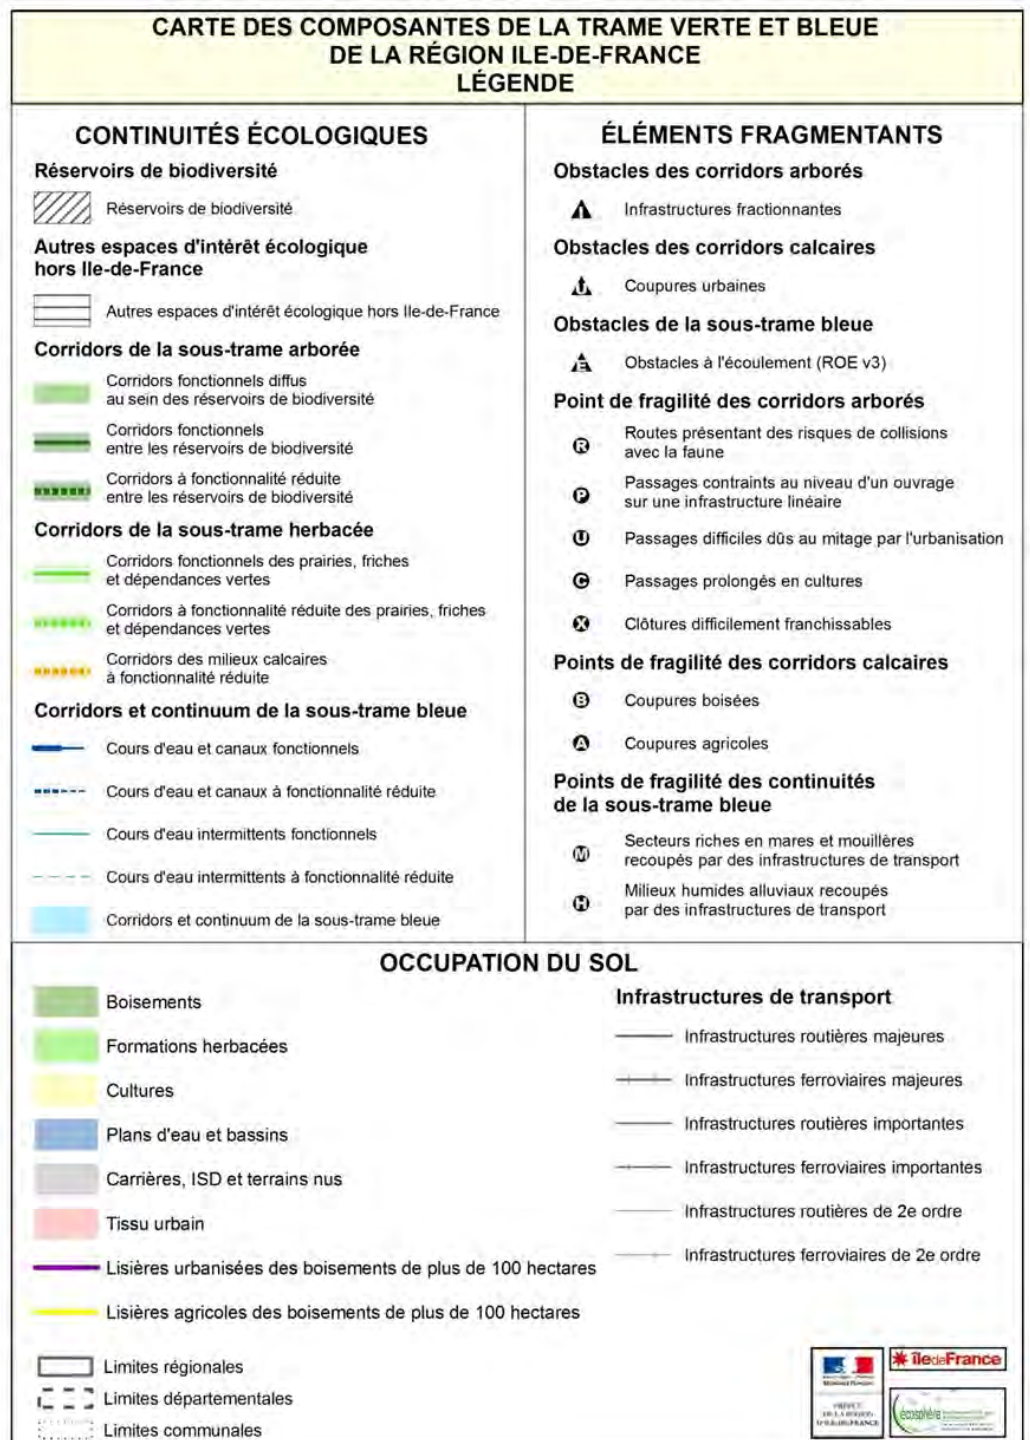 CARTE DES COMPOSANTES DE LA TRAME VERTE ET BLEUE
DE LA RÉGION ILE-DE-FRANCE
LÉGENDE
CONTINUITÉS ÉCOLOGIQUES
Réservoirs de biodiversité
Réservoirs de biodiversité
Autres espaces d'intérêt écologique
hors Ile-de-France
Autres espaces d'intérêt écologique hors Ile-de-France
Corridors de la sous-trame arborée
Corridors fonctionnels diffus
au sein des réservoirs de biodiversité
Corridors fonctionnels
entre les réservoirs de biodiversité
Corridors à fonctionnalité réduite
entre les réservoirs de biodiversité
Corridors de la sous-trame herbacée
Corridors fonctionnels des prairies, friches
et dépendances vertes
Corridors à fonctionnalité réduite des prairies, friches
et dépendances vertes
Corridors des milieux calcaires
à fonctionnalité réduite
Corridors et continuum de la sous-trame bleue
Cours d'eau et canaux fonctionnels
Cours d'eau et canaux à fonctionnalité réduite
Cours d'eau intermittents fonctionnels
Cours d'eau intermittents à fonctionnalité réduite
Corridors et continuum de la sous-trame bleue
ÉLÉMENTS FRAGMENTANTS
Obstacles des corridors arborés
I Infrastructures fractionnantes
Obstacles des corridors calcaires
U Coupures urbaines
Obstacles de la sous-trame bleue
E Obstacles à l'écoulement (ROE v3)
Point de fragilité des corridors arborés
R Routes présentant des risques de collisions
avec la faune
P Passages contraints au niveau d'un ouvrage
sur une infrastructure linéaire
U Passages difficiles dûs au mitage par l'urbanisation
C Passages prolongés en cultures
X Clôtures difficilement franchissables
Points de fragilité des corridors calcaires
B Coupures boisées
A Coupures agricoles
Points de fragilité des continuités
de la sous-trame bleue
M Secteurs riches en mares et mouillères
recoupés par des infrastructures de transport
H Milieux humides alluviaux recoupés
par des infrastructures de transport
OCCUPATION DU SOL
Boisements
Formations herbacées
Cultures
Plans d'eau et bassins
Carrières, ISD et terrains nus
Tissu urbain
Lisières urbanisées des boisements de plus de 100 hectares
Lisières agricoles des boisements de plus de 100 hectares
Limites régionales
Limites départementales
Limites communales
Infrastructures de transport
Infrastructures routières majeures
Infrastructures ferroviaires majeures
Infrastructures routières importantes
Infrastructures ferroviaires importantes
Infrastructures routières de 2e ordre
Infrastructures ferroviaires de 2e ordre
PRÉFET
DE LA RÉGION
D'ILE-DE-FRANCE
îledeFrance
écosphère